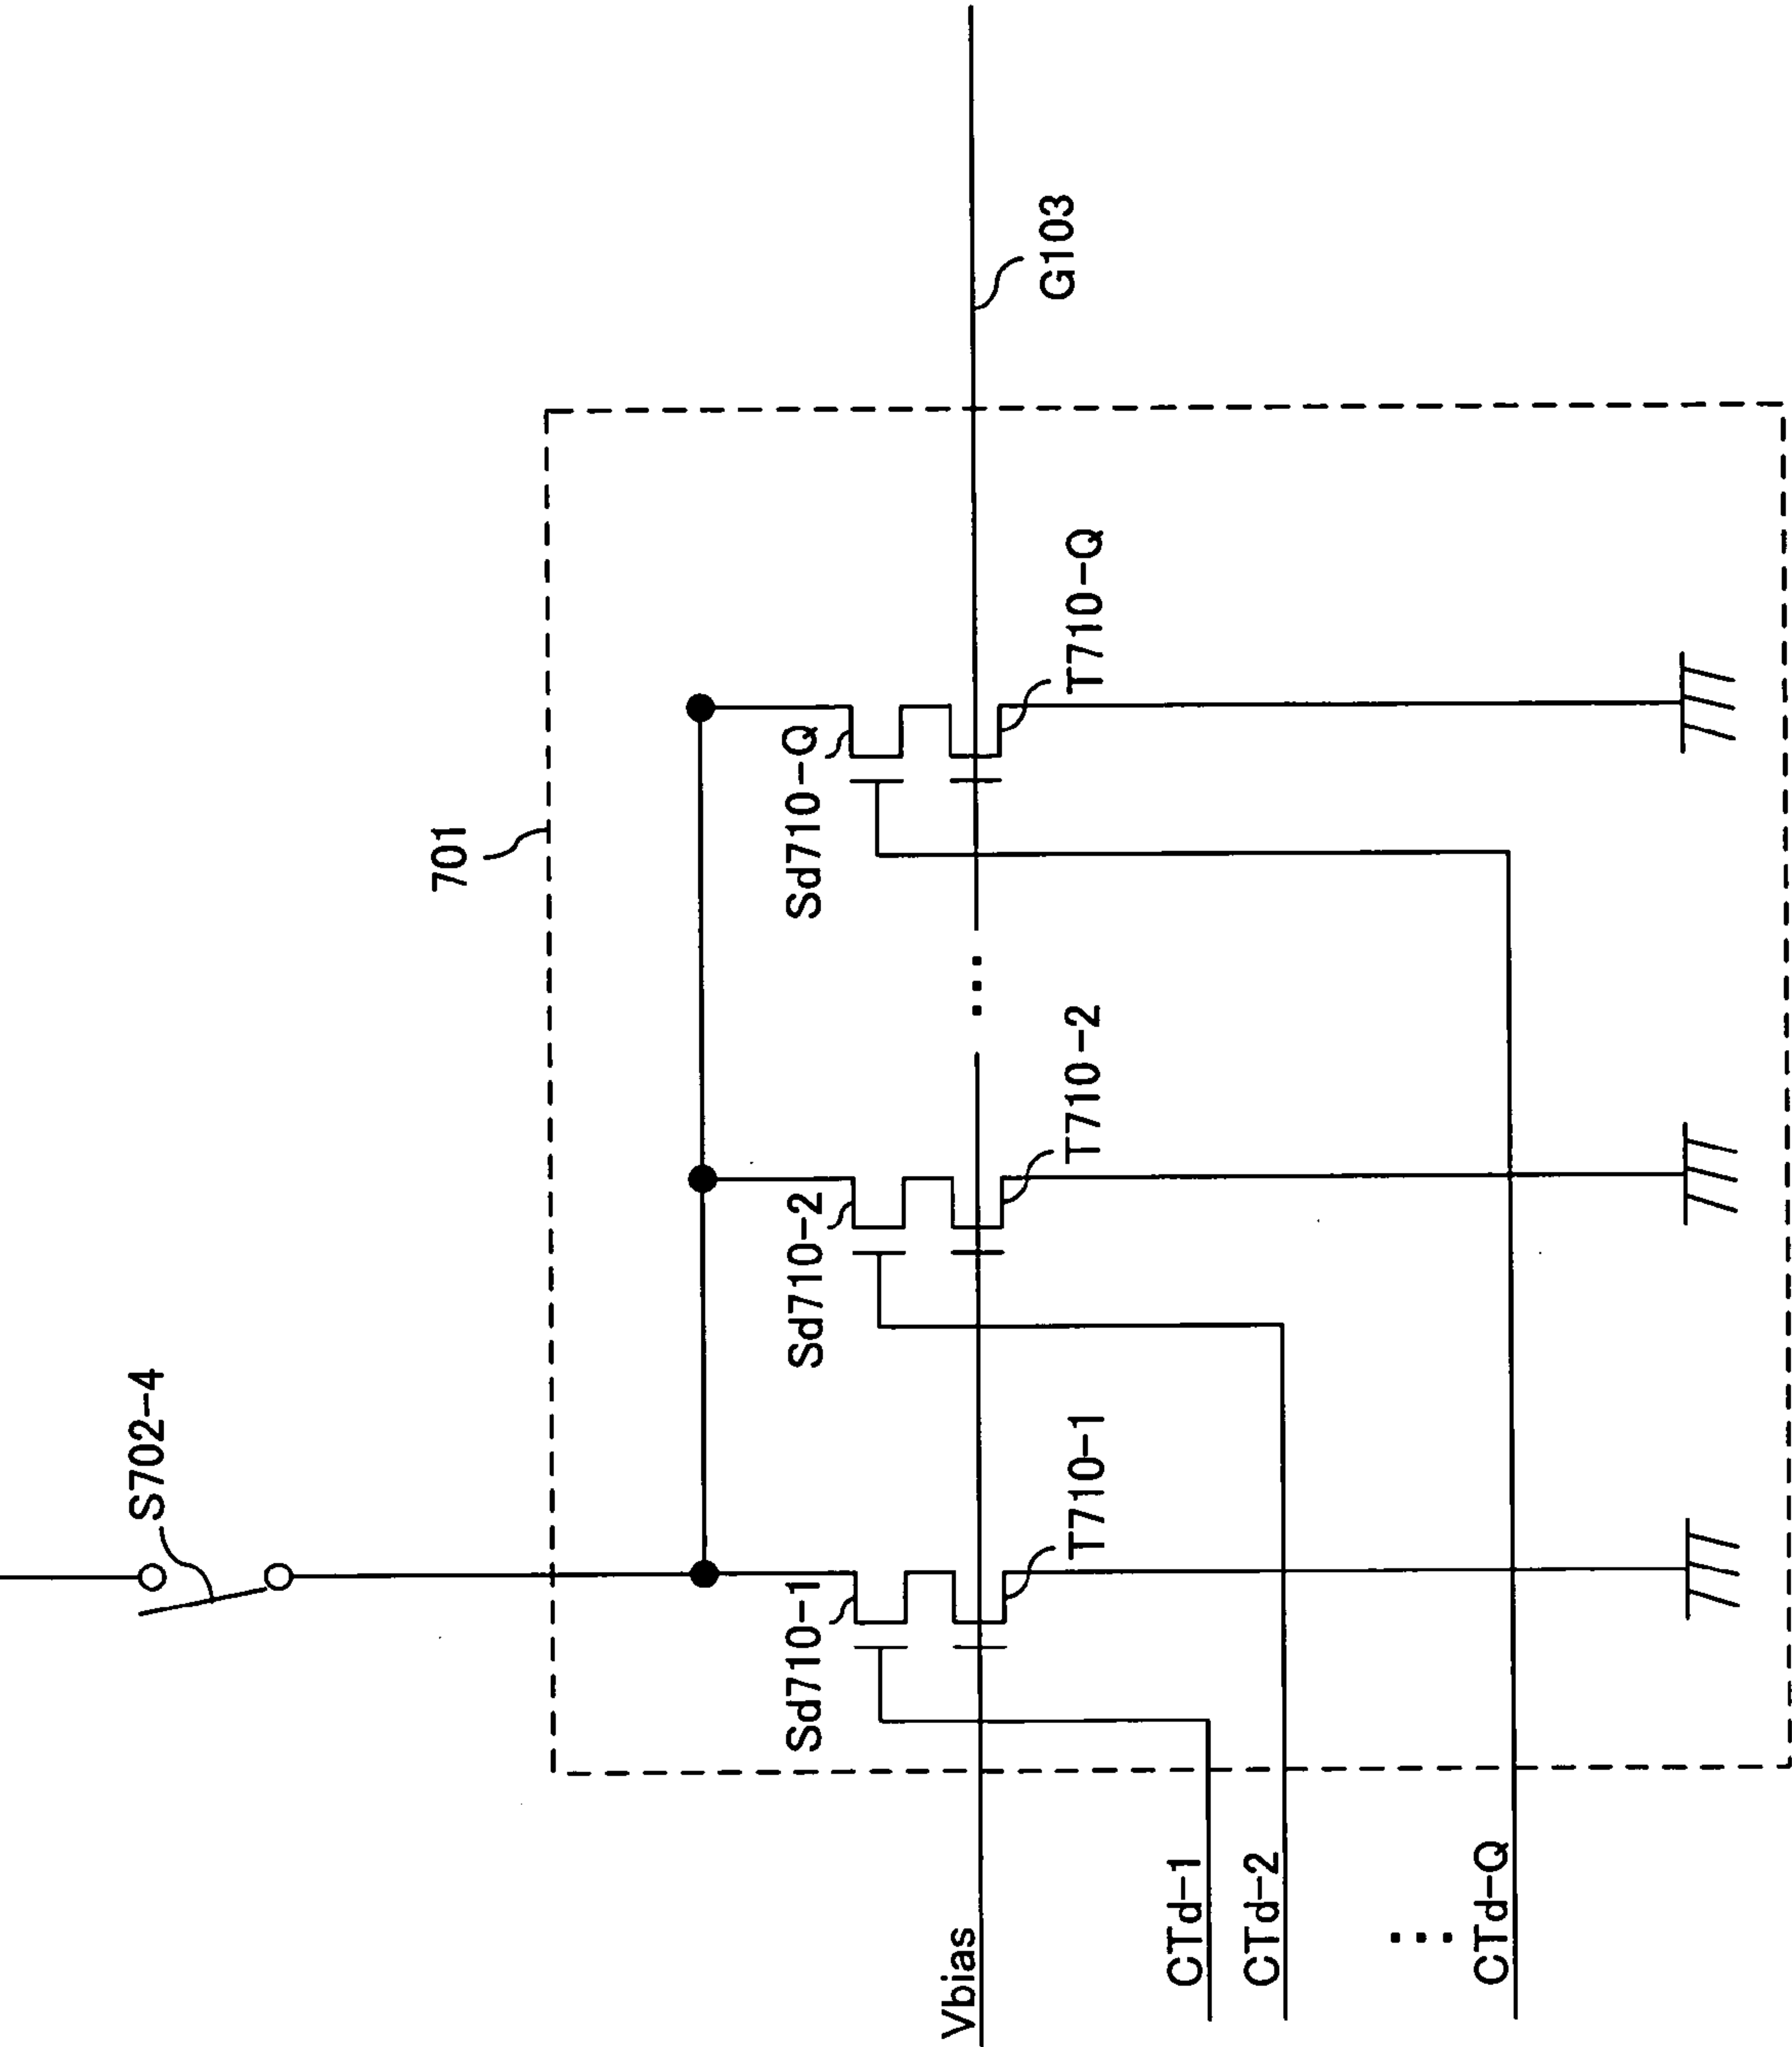 S702-4
701
G103
Sd710-1
Sd710-2
Sd710-Q
T710-1
T710-2
...
T710-Q
Vbias
CTd-1
CTd-2
...
CTd-Q